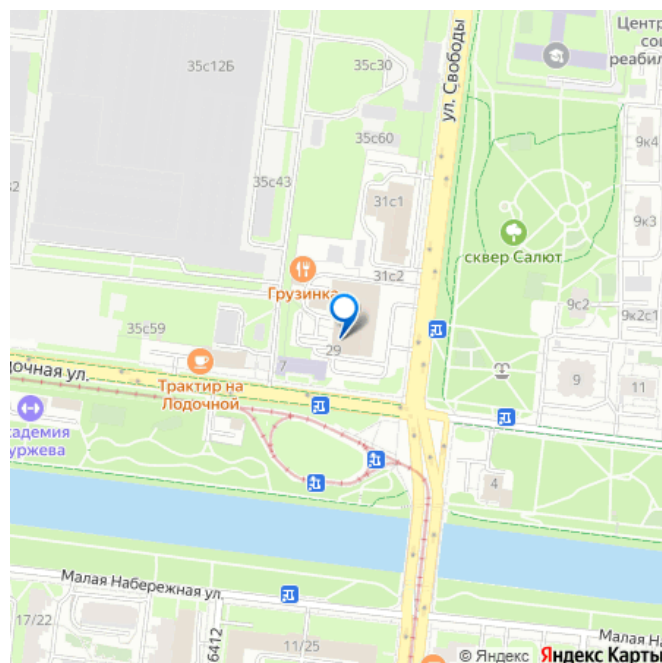 Центр
со
реабил
35с12Б
35с30
ул. Свободы
35с60
9к4
35с43
31с1
9к3
сквер Салют
31с2
Грузинка
9с2
9к2с1
35с59
29
7
дочная ул.
Трактир на
Лодочной
9
11
кадемия
уржева
4
Малая Набережная ул.
17/22
6412
11/25
Малая Наб
© Яндекс Яндекс Карты